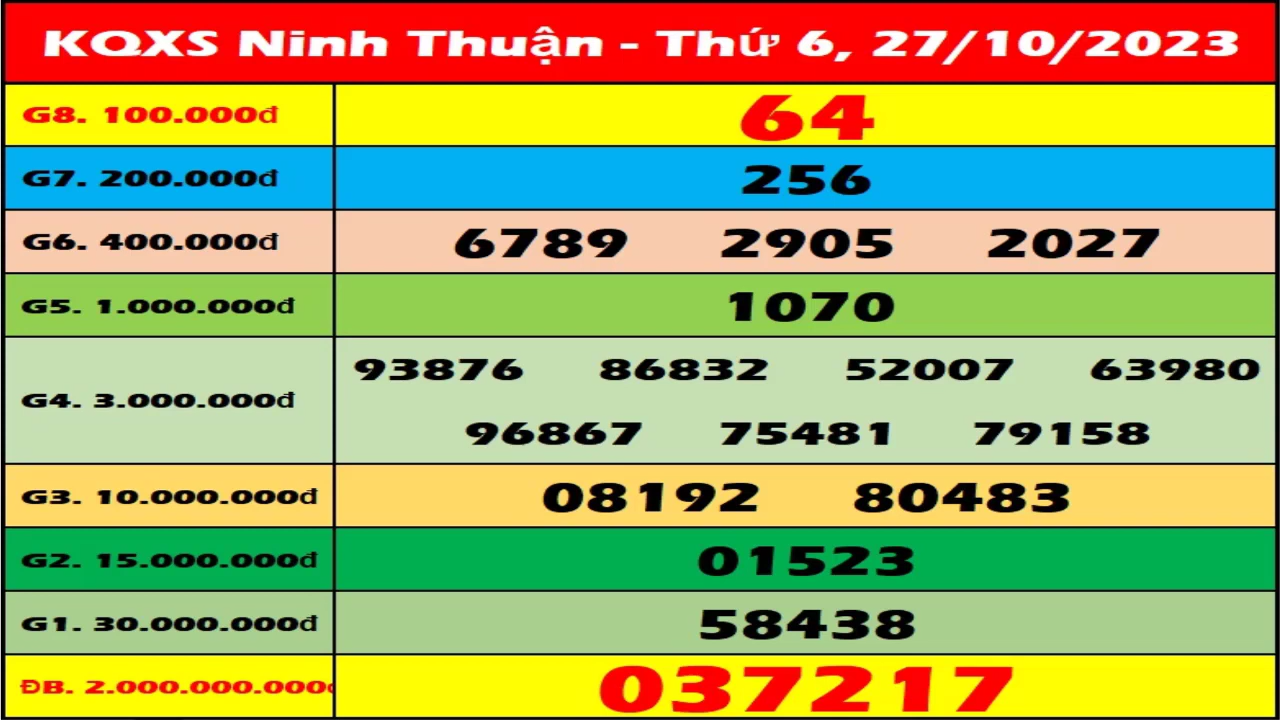 KQXS Ninh Thuận - Thứ 6, 27/10/2023
G8. 100.000đ 64
G7. 200.000đ 256
G6. 400.000đ 6789 2905 2027
G5. 1.000.000đ 1070
G4. 3.000.000đ 93876 86832 52007 63980
96867 75481 79158
G3. 10.000.000đ 08192 80483
G2. 15.000.000đ 01523
G1. 30.000.000đ 58438
ĐB. 2.000.000.000đ 037217